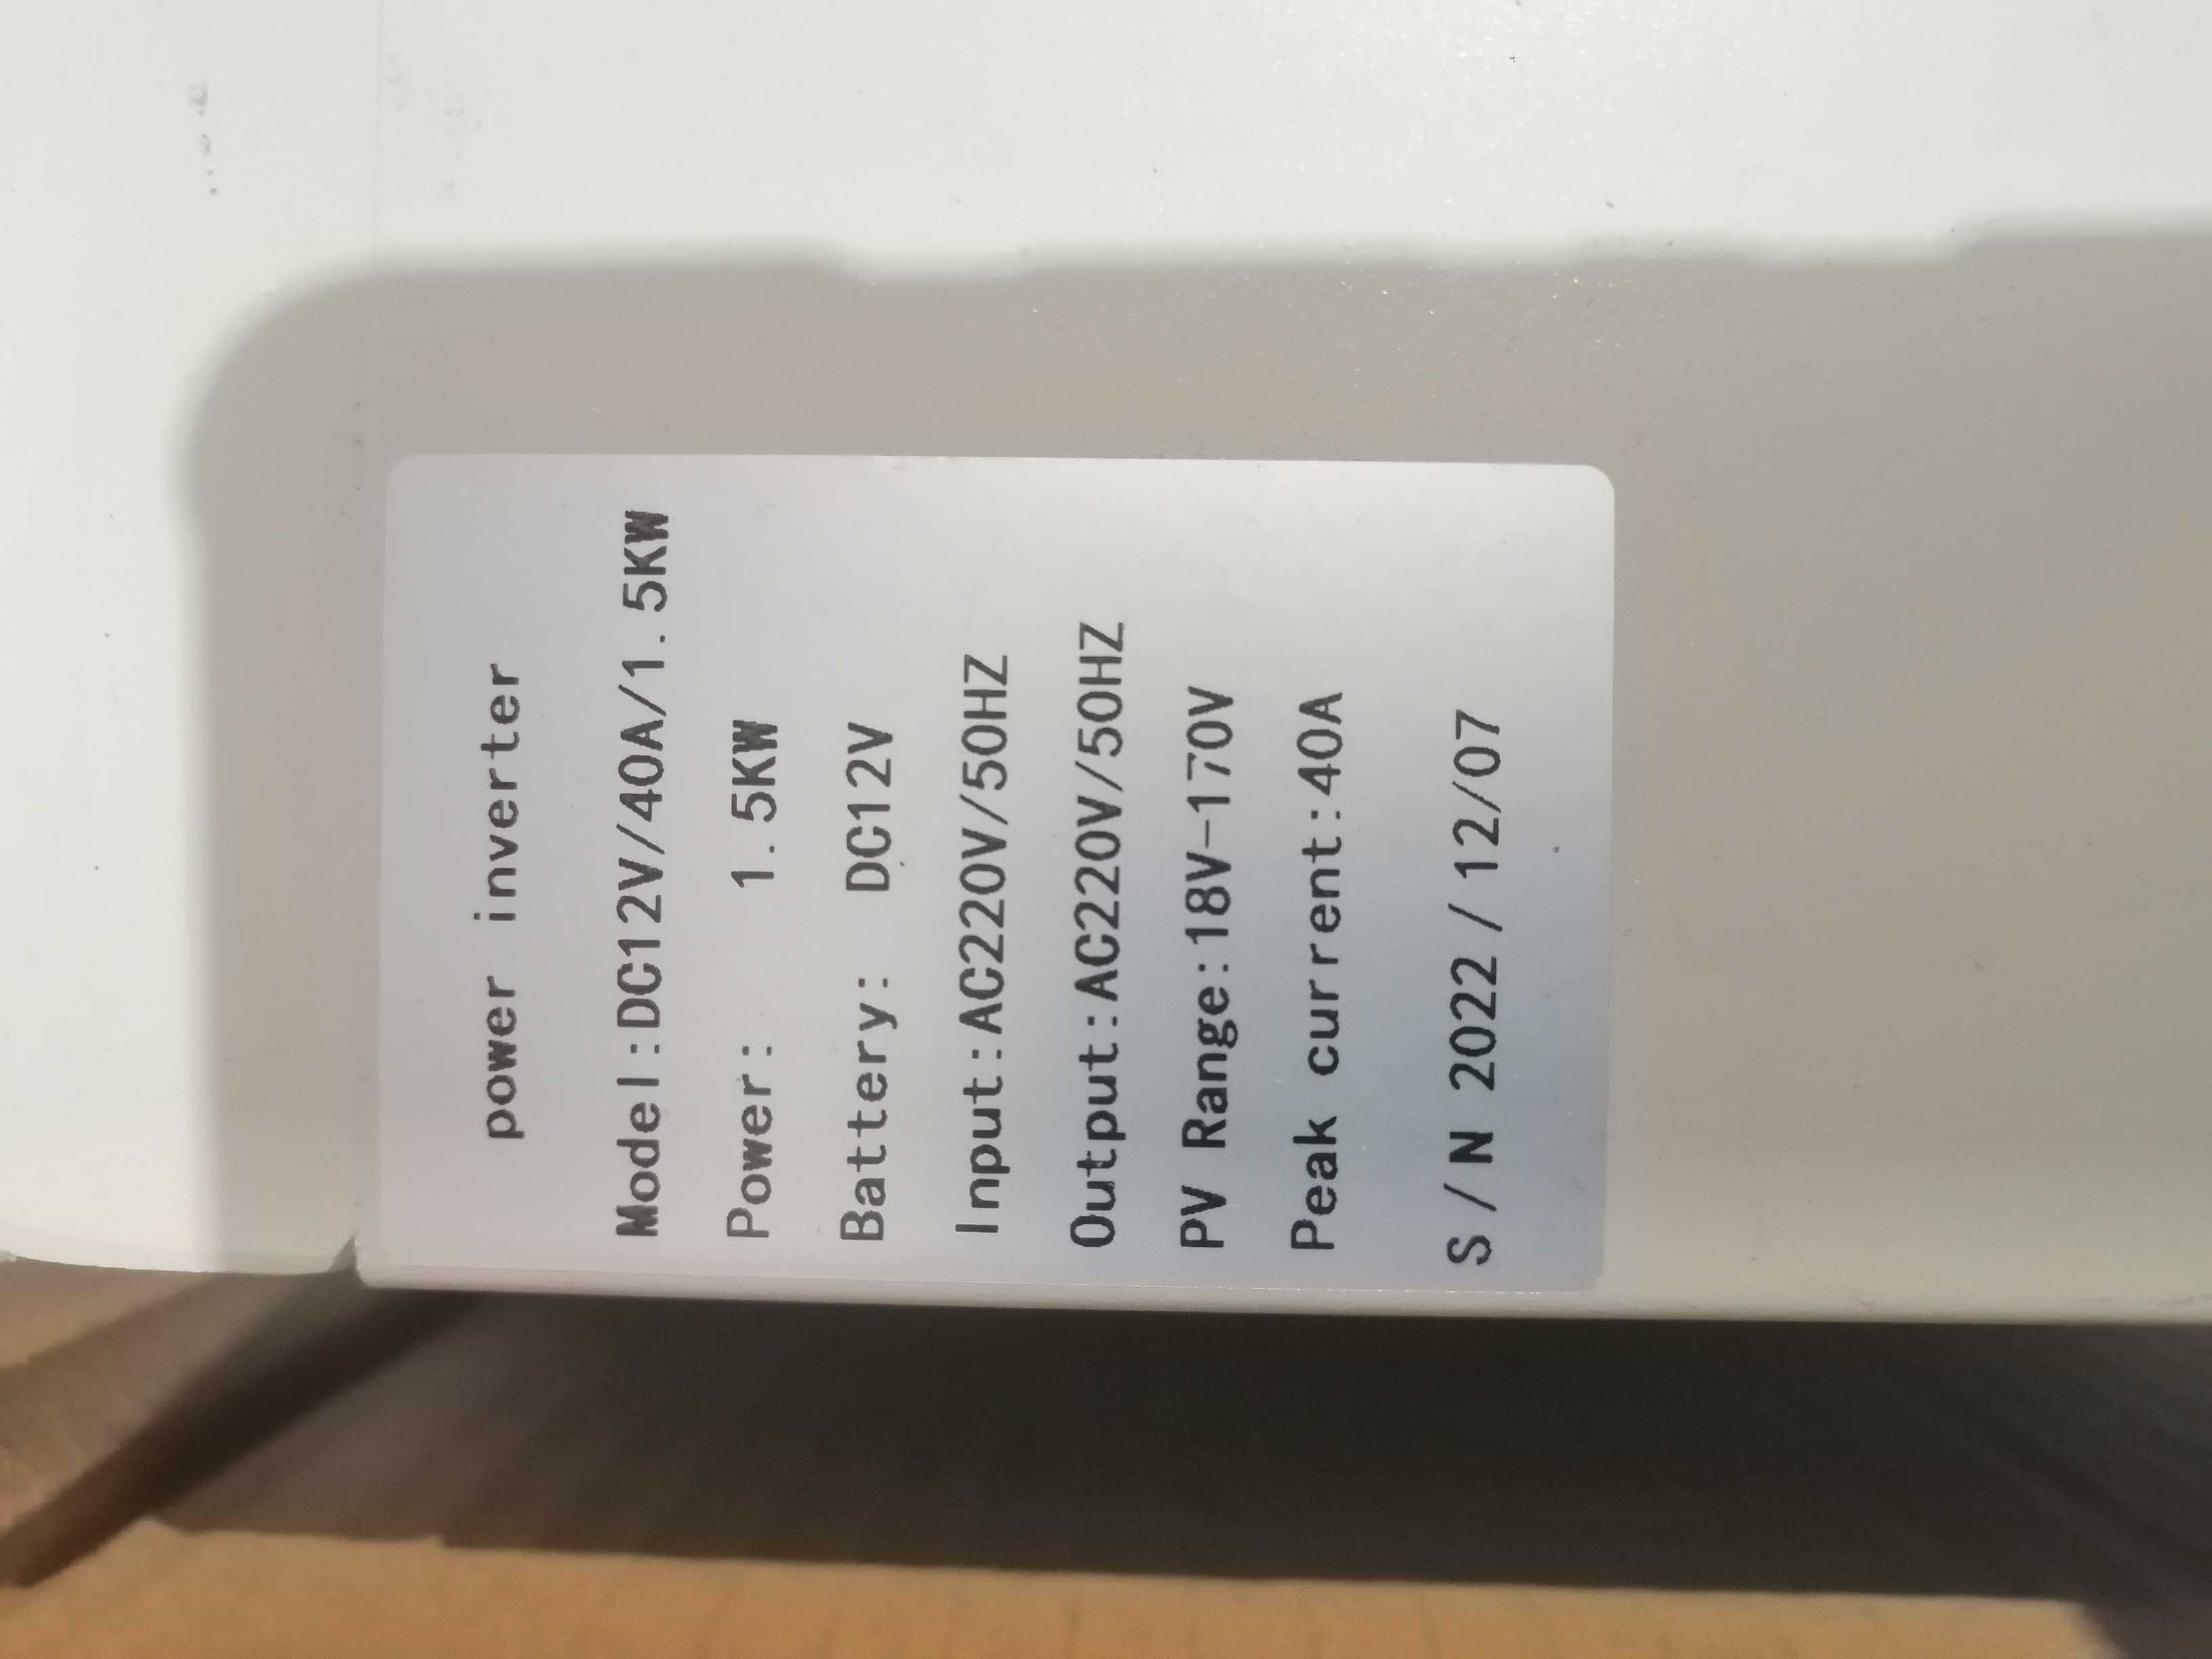 power inverter
Model:DC12V/40A/1.5KW
Power: 1.5KW
Battery: DC12V
Input:AC220V/50HZ
Output:AC220V/50HZ
PV Range:18V-170V
Peak current:40A
S/N 2022/12/07